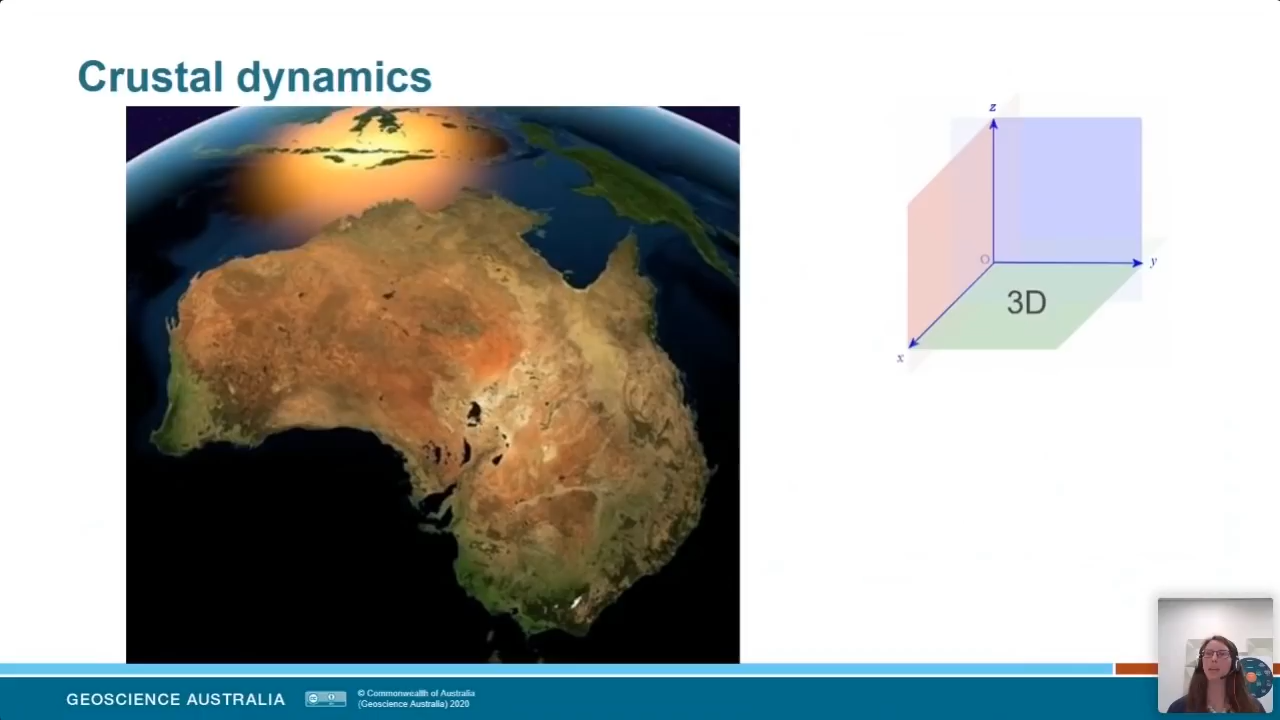 Crustal dynamics
z
O
y
3D
x
GEOSCIENCE AUSTRALIA
© Commonwealth of Australia
(Geoscience Australia) 2020